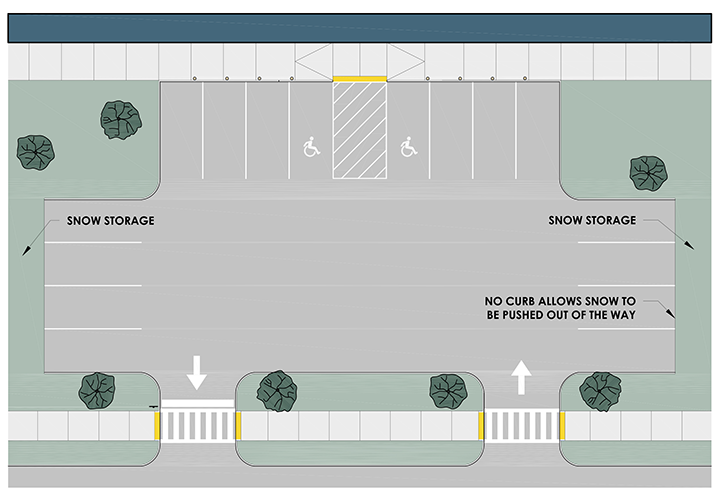 SNOW STORAGE
SNOW STORAGE
NO CURB ALLOWS SNOW TO
BE PUSHED OUT OF THE WAY